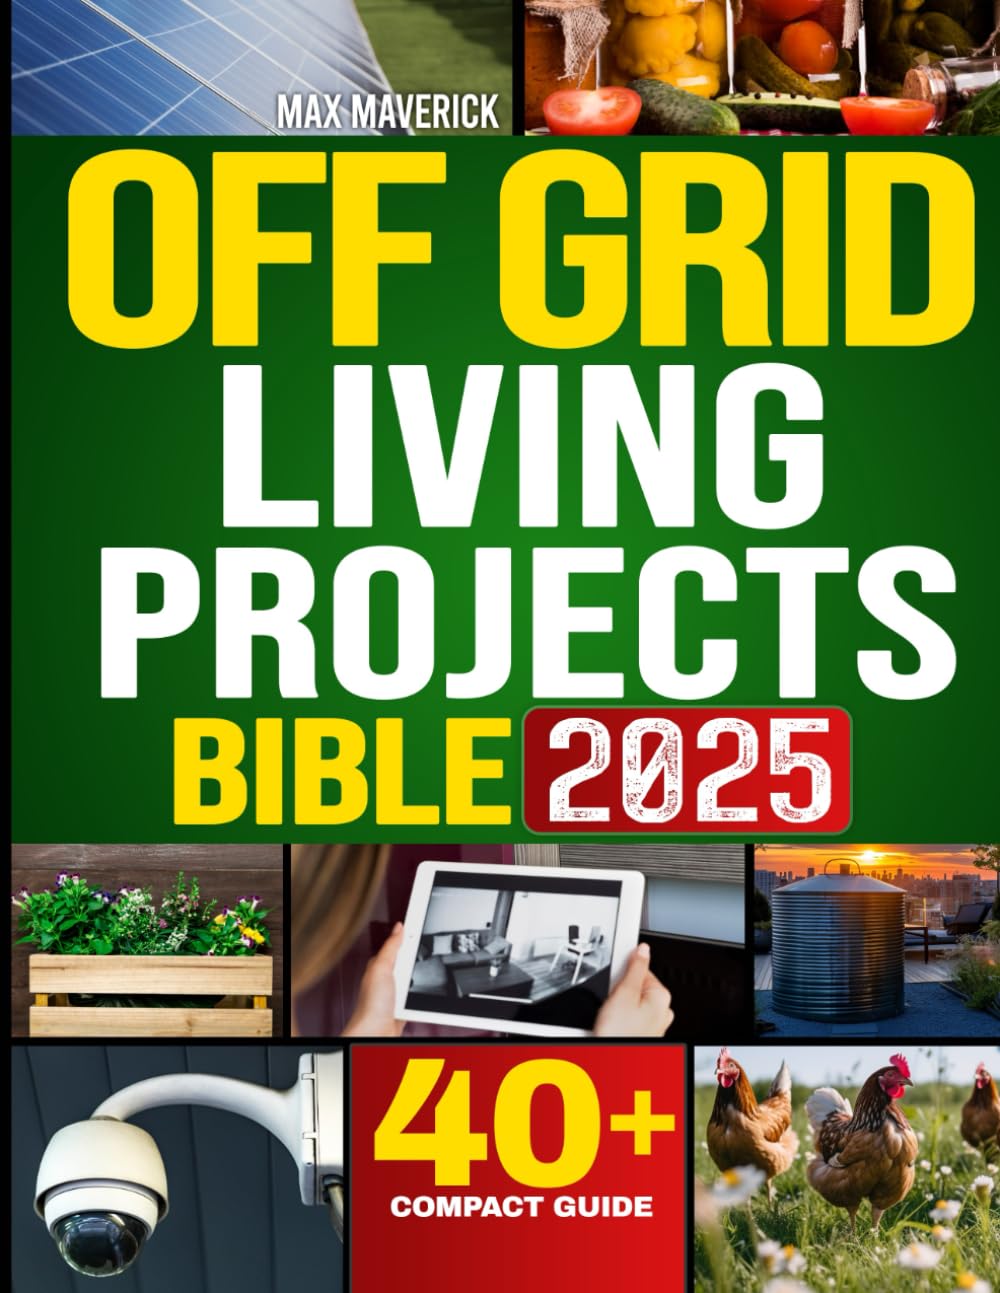 MAX MAVERICK
OFF GRID
LIVING
PROJECTS
BIBLE 2025
40+
COMPACT GUIDE